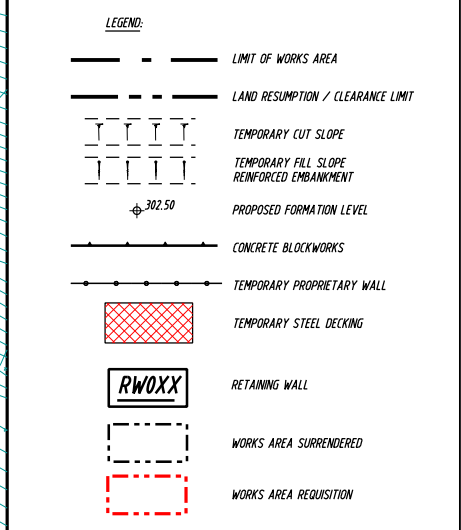 LEGEND:
LIMIT OF WORKS AREA
LAND RESUMPTION / CLEARANCE LIMIT
TEMPORARY CUT SLOPE
TEMPORARY FILL SLOPE
REINFORCED EMBANKMENT
302.50 PROPOSED FORMATION LEVEL
CONCRETE BLOCKWORKS
TEMPORARY PROPRIETARY WALL
TEMPORARY STEEL DECKING
RW0XX RETAINING WALL
WORKS AREA SURRENDERED
WORKS AREA REQUISITION